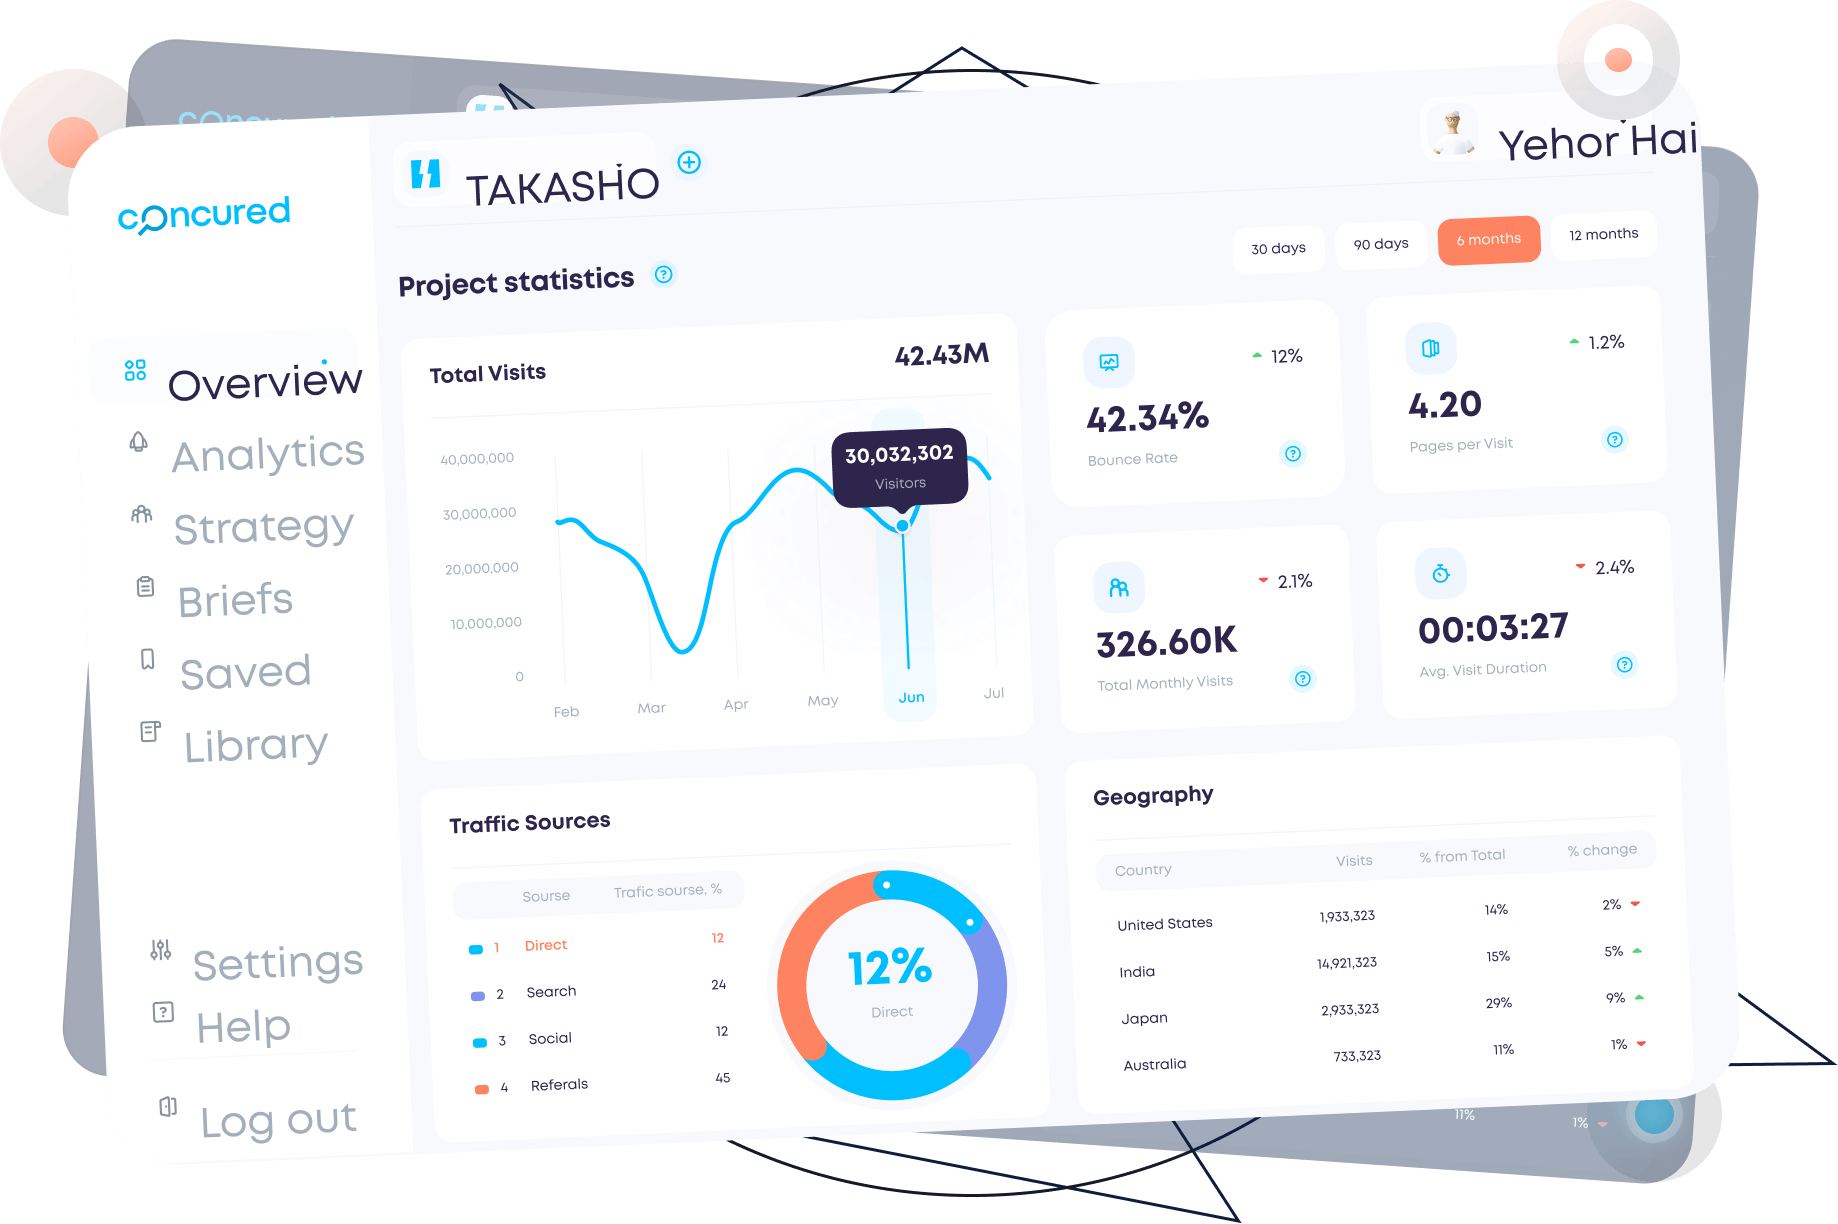 concured
TAKASHO
Yehor Hai
Overview
Analytics
Strategy
Briefs
Saved
Library
Settings
Help
Log out
Project statistics
30 days
90 days
6 months
12 months
Total Visits
42.43M
40,000,000
30,000,000
20,000,000
10,000,000
0
30,032,302
Visitors
Feb
Mar
Apr
May
Jun
Jul
12%
42.34%
Bounce Rate
1.2%
4.20
Pages per Visit
2.1%
326.60K
Total Monthly Visits
2.4%
00:03:27
Avg. Visit Duration
Traffic Sources
Sourse Trafic sourse, %
1 Direct 12
2 Search 24
3 Social 12
4 Referals 45
12%
Direct
Geography
Country Visits % from Total % change
United States 1,933,323 14% 2%
India 14,921,323 15% 5%
Japan 2,933,323 29% 9%
Australia 733,323 11% 1%
11% 1%